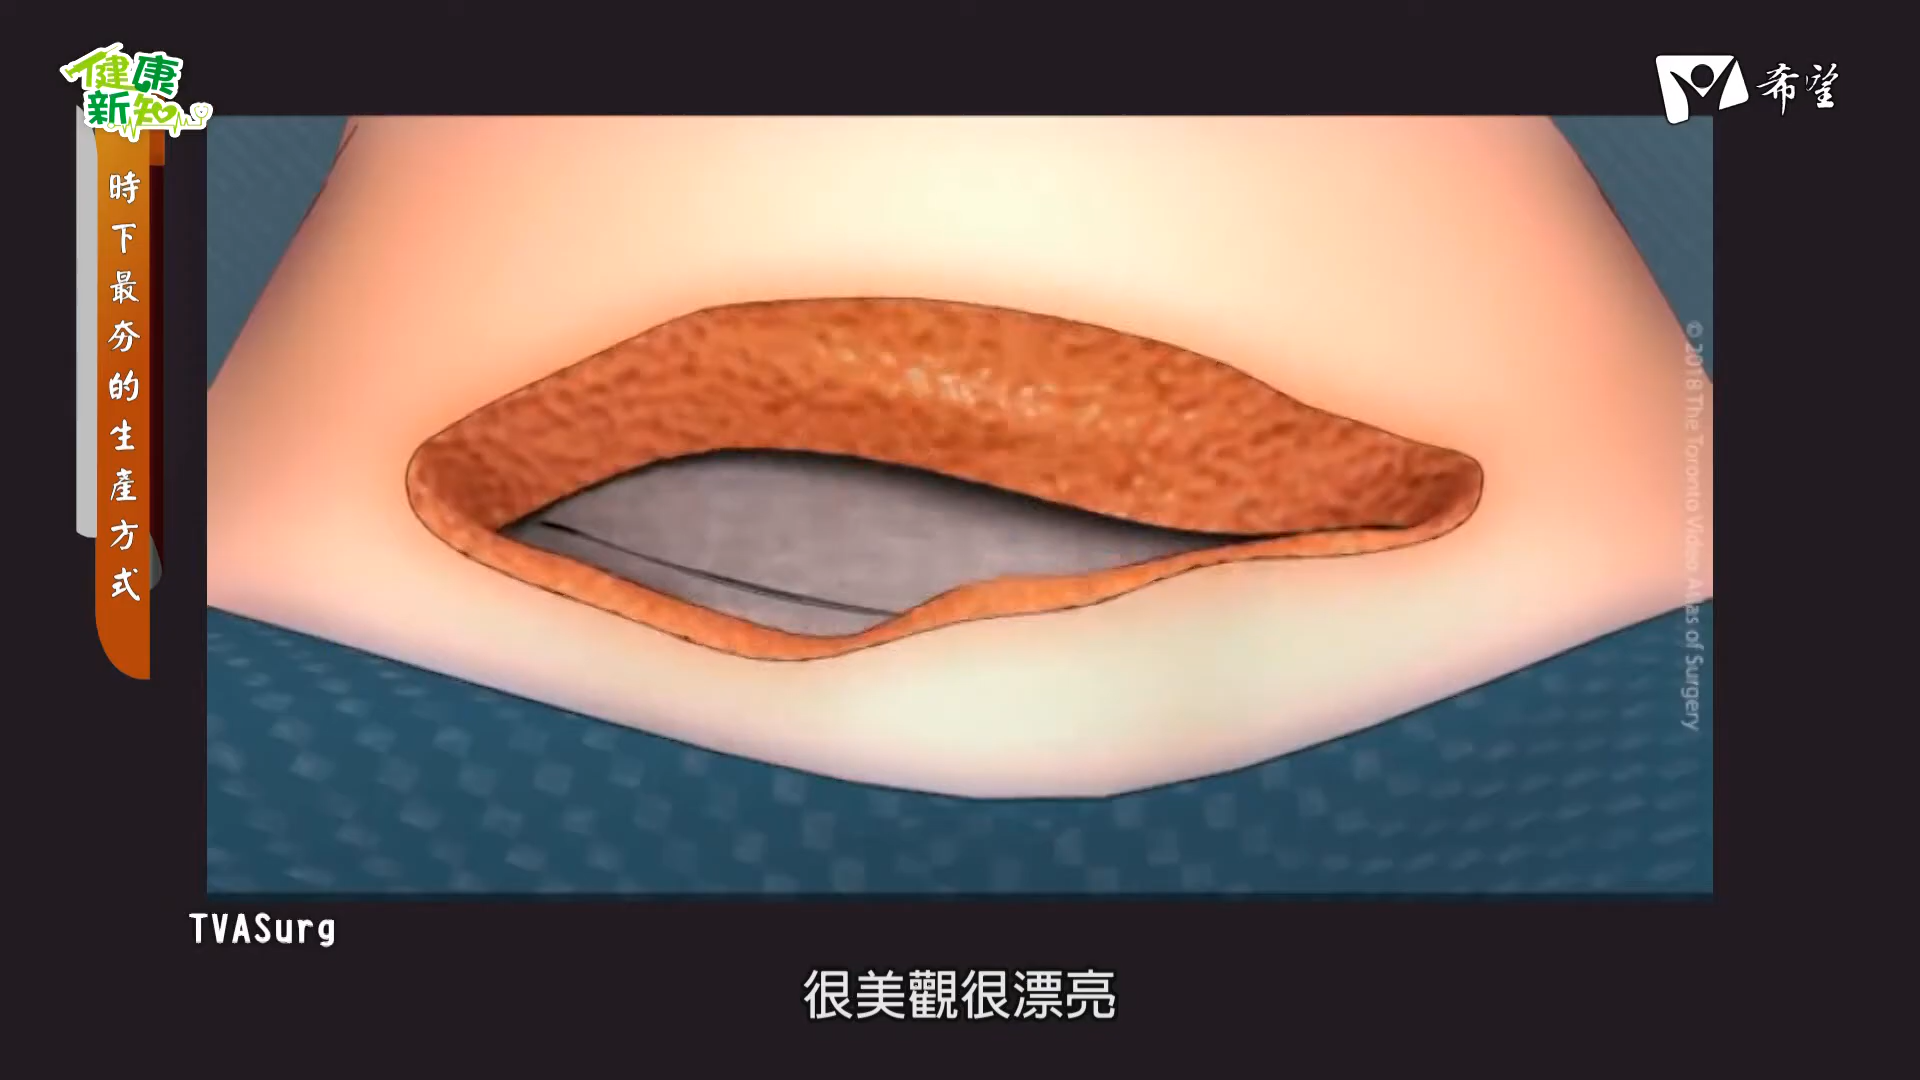 健康
新知
希望
時下最夯的生產方式
© 2018 The Toronto Video Atlas of Surgery
TVASurg
很美觀很漂亮